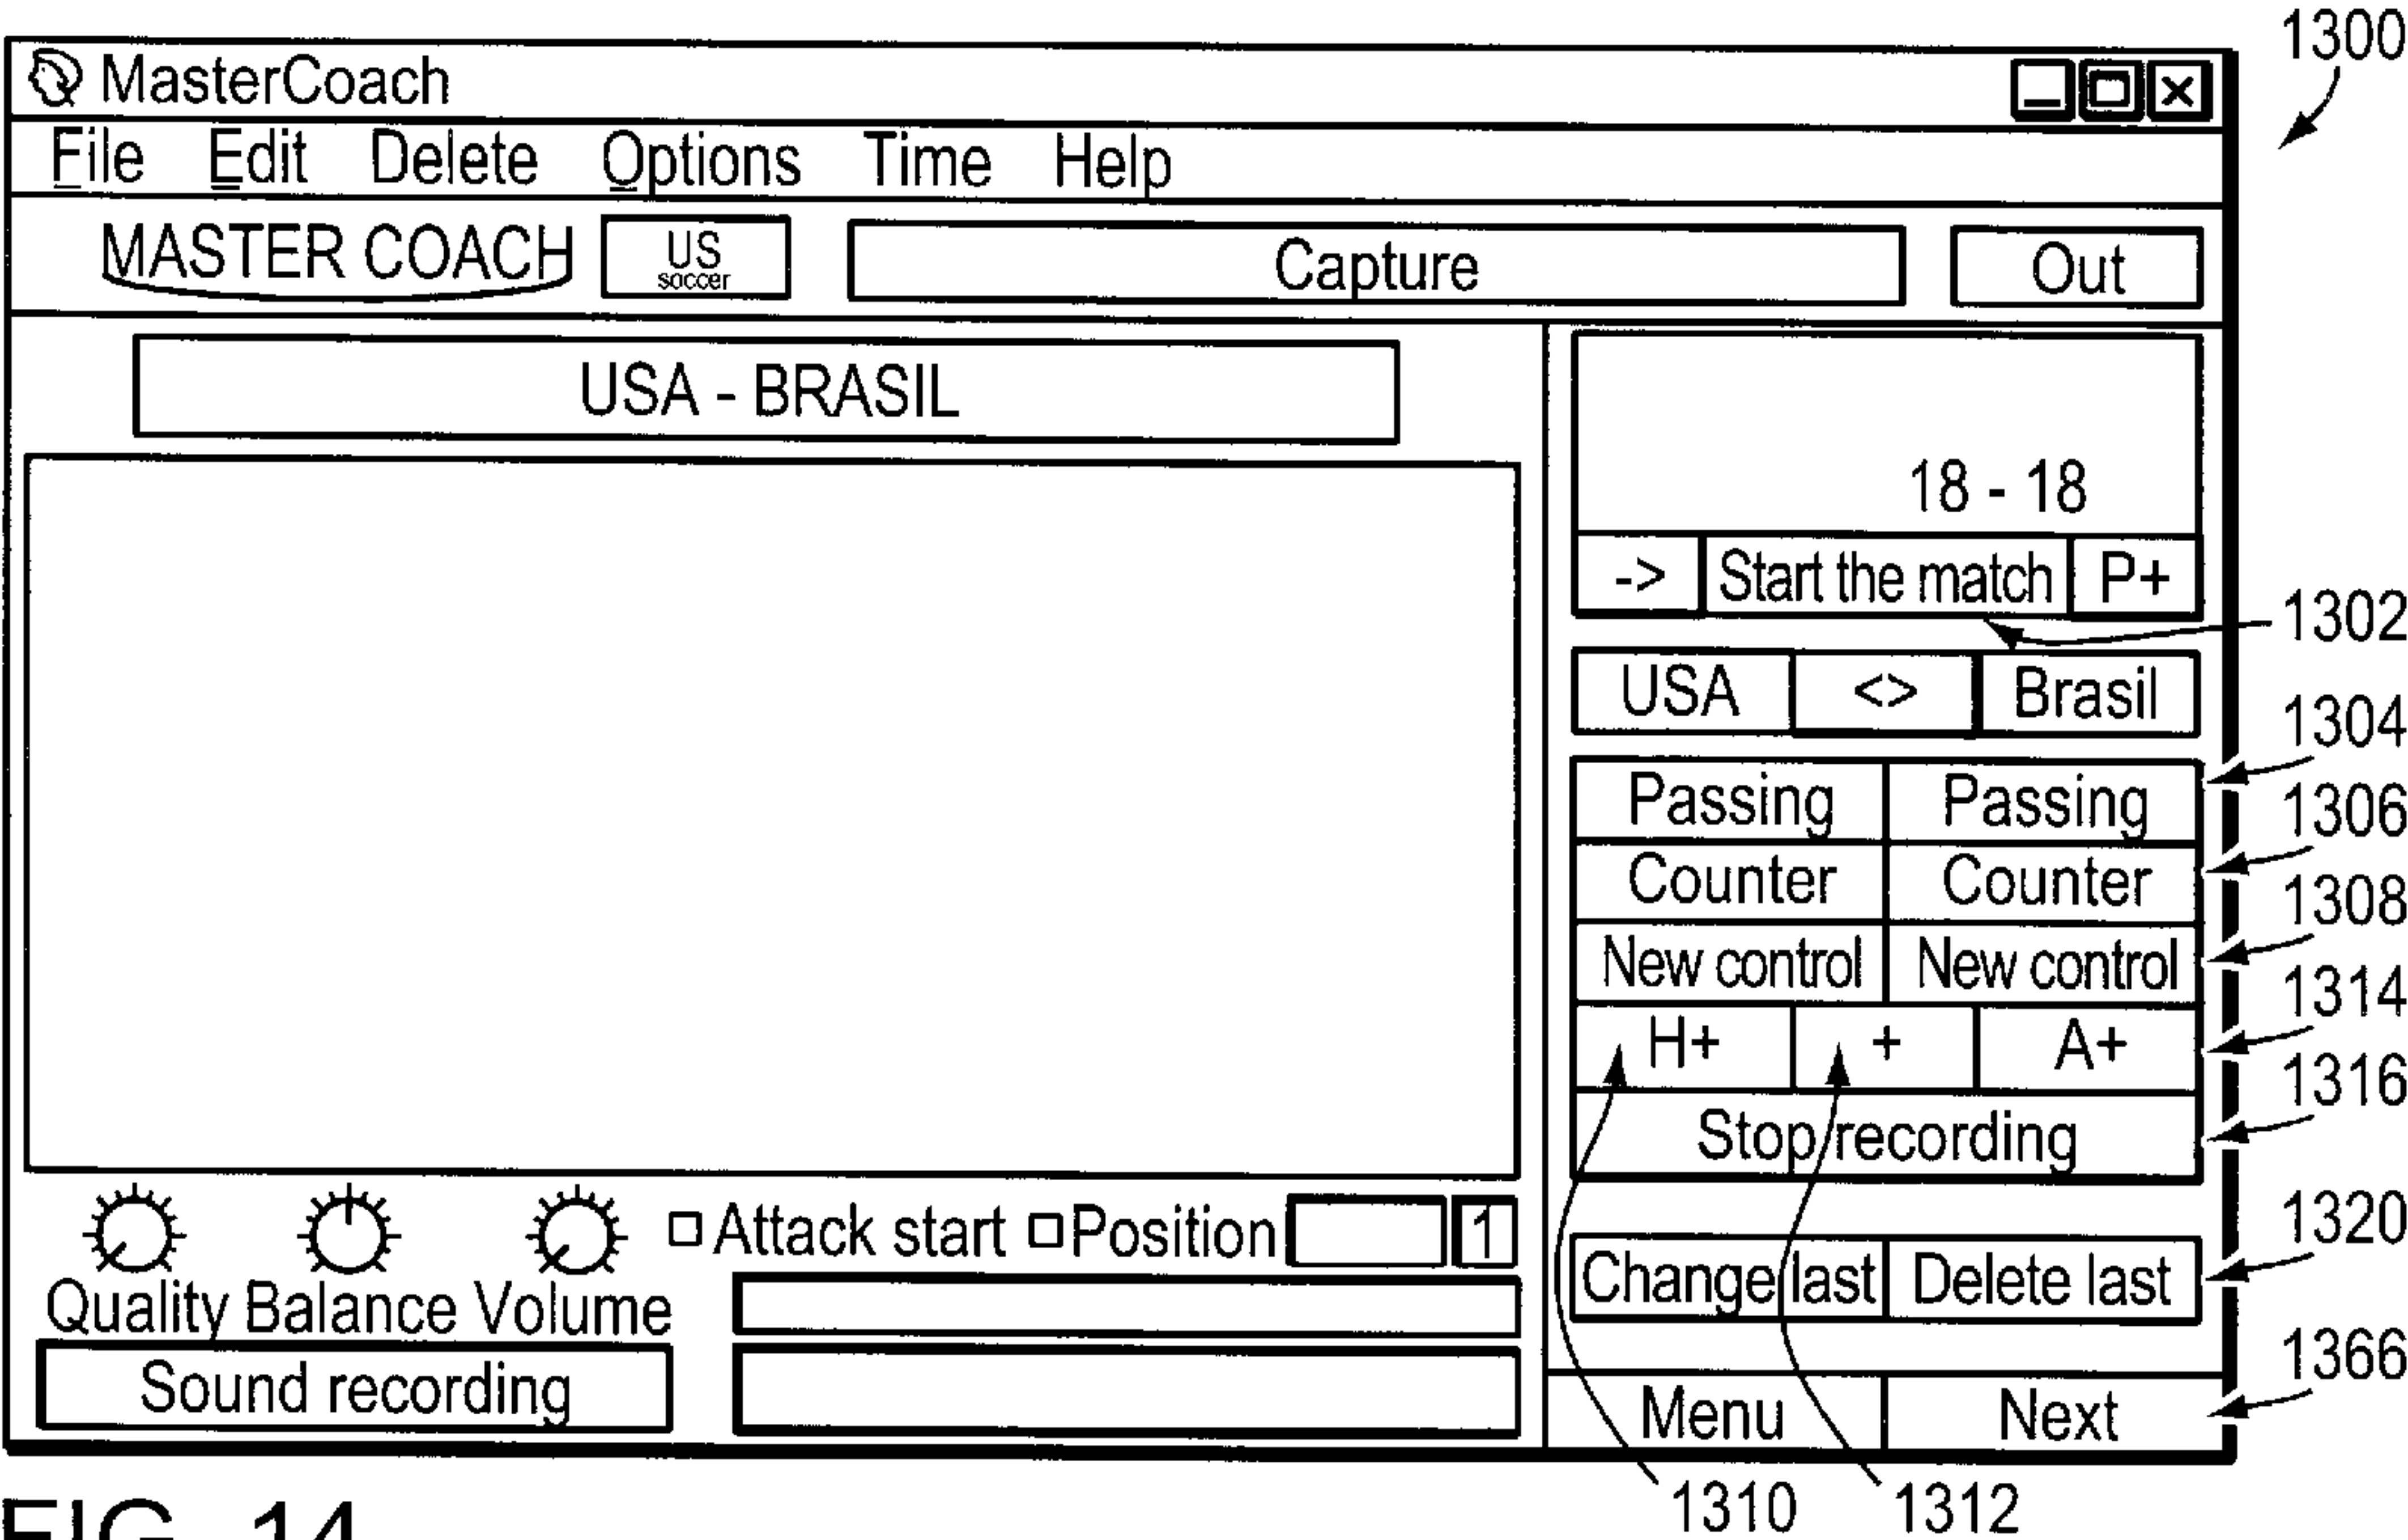 1300
MasterCoach
File Edit Delete Options Time Help
MASTER COACH US soccer Capture Out
USA - BRASIL
18 - 18
-> Start the match P+
1302
USA <> Brasil
1304
Passing Passing
1306
Counter Counter
1308
New control New control
1314
H+ + A+
1316
Stop recording
Attack start Position 1
1320
Change last Delete last
Quality Balance Volume
1366
Sound recording
Menu Next
1310 1312
FIG. 14